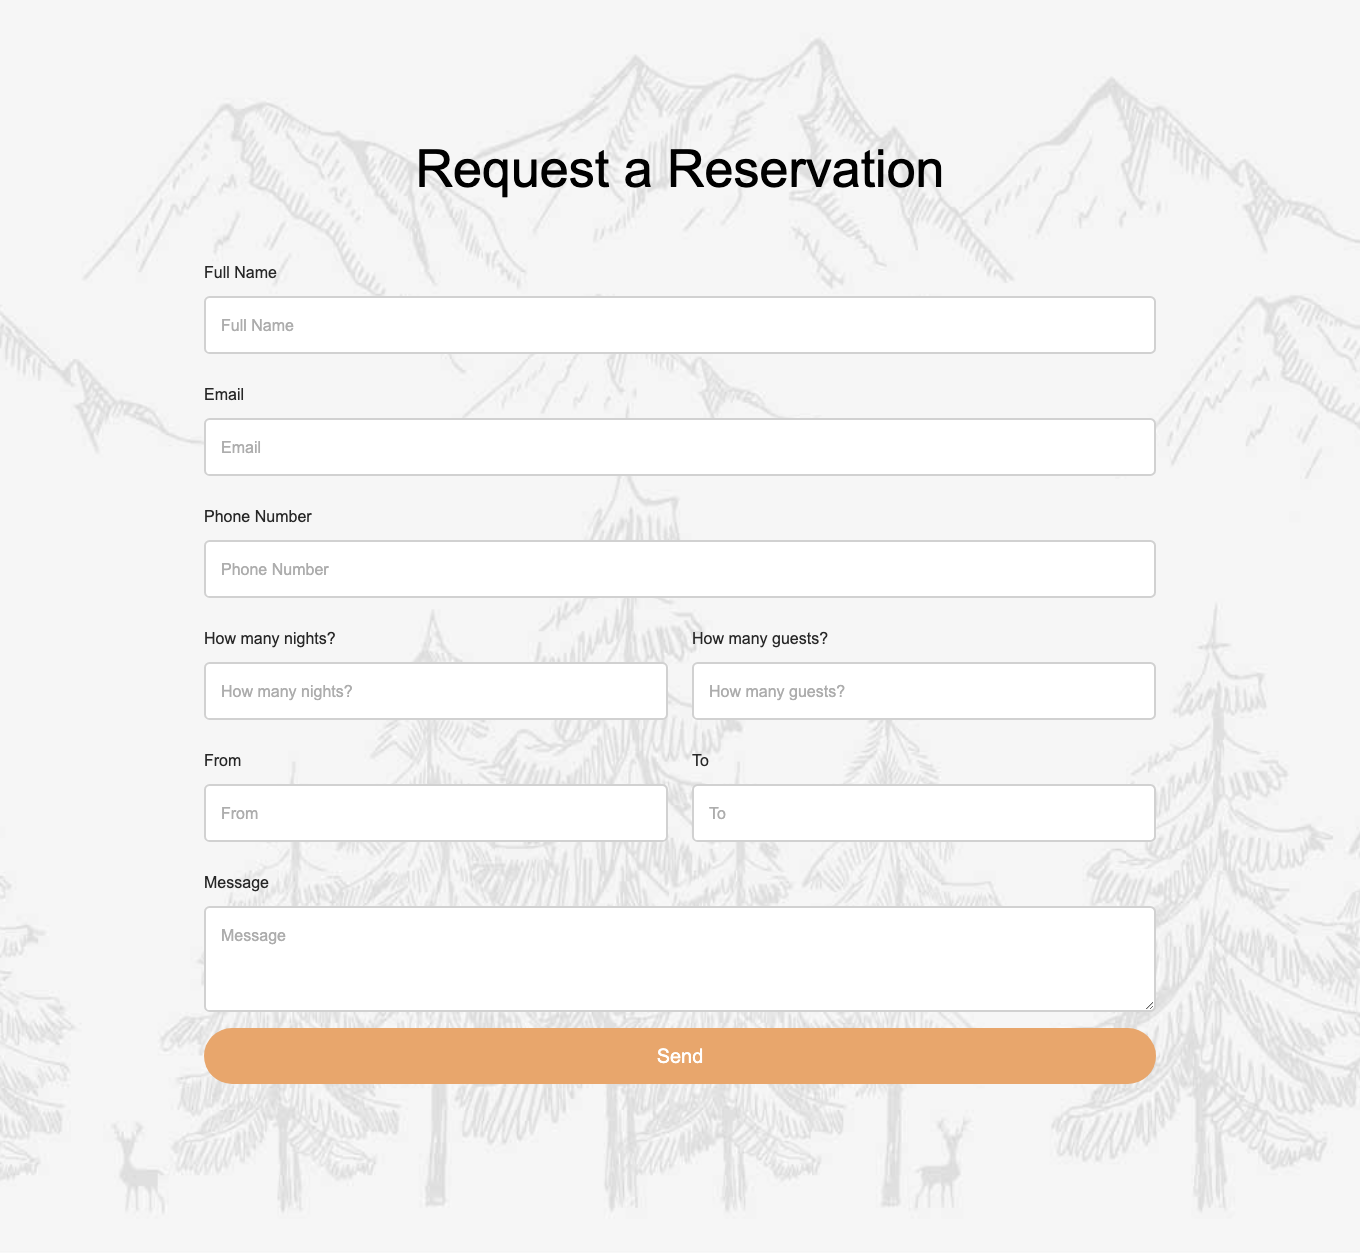 Request a Reservation
Full Name
Full Name
Email
Email
Phone Number
Phone Number
How many nights? How many guests?
How many nights? How many guests?
From To
From To
Message
Message
Send